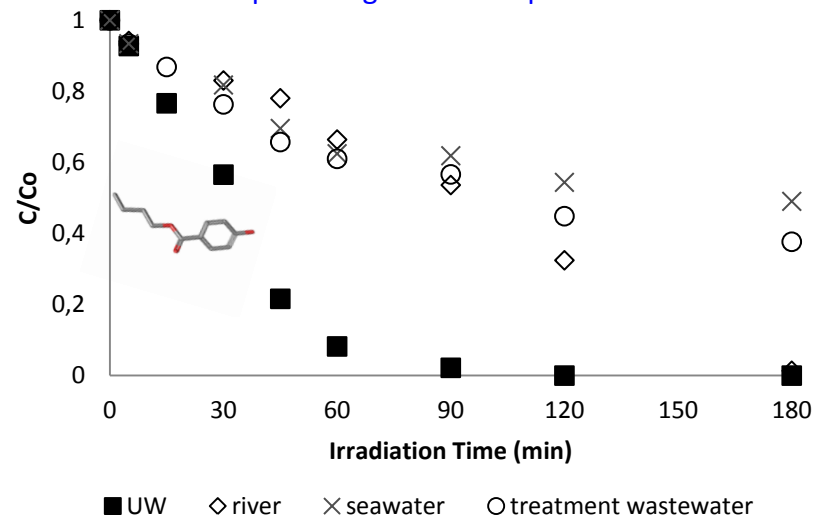 1
0,8
0,6
0,4
0,2
0
C/Co
0 30 60 90 120 150 180
Irradiation Time (min)
UW river seawater treatment wastewater